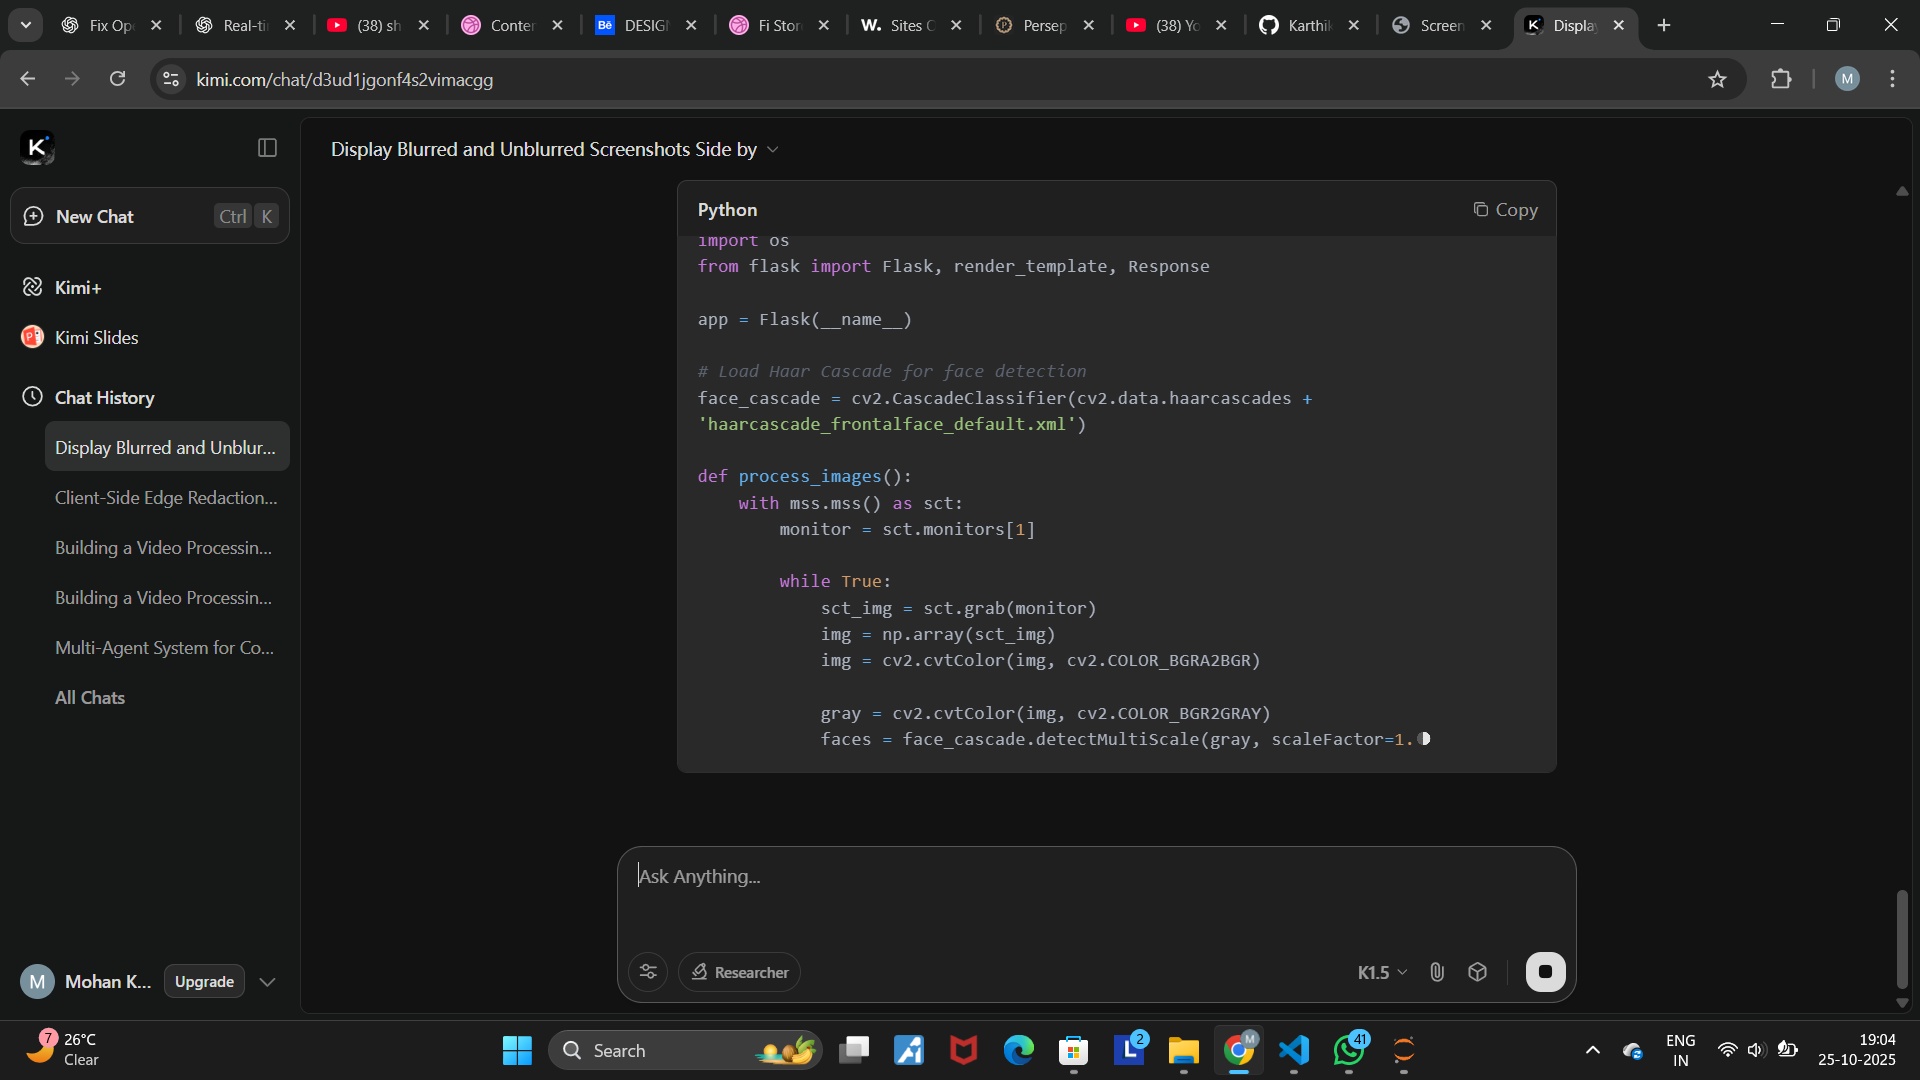 Fix Op
Real-ti
(38) sh
Conter
Bē
DESIG
Fi Stor
W.
Sites
Persep
(38) Yo
Karthik
Screen
K
Displa
kimi.com/chat/d3ud1jgonf4s2vimacgg
M
K
Display Blurred and Unblurred Screenshots Side by
New Chat
Ctrl K
Kimi+
Kimi Slides
Chat History
Display Blurred and Unblur...
Client-Side Edge Redaction...
Building a Video Processin...
Building a Video Processin...
Multi-Agent System for Co...
All Chats
M
Mohan K...
Upgrade
Python
Copy
import os
from flask import Flask, render_template, Response
app = Flask(__name__)
# Load Haar Cascade for face detection
face_cascade = cv2.CascadeClassifier(cv2.data.haarcascades +
'haarcascade_frontalface_default.xml')
def process_images():
with mss.mss() as sct:
monitor = sct.monitors[1]
while True:
sct_img = sct.grab(monitor)
img = np.array(sct_img)
img = cv2.cvtColor(img, cv2.COLOR_BGRA2BGR)
gray = cv2.cvtColor(img, cv2.COLOR_BGR2GRAY)
faces = face_cascade.detectMultiScale(gray, scaleFactor=1.
Ask Anything...
Researcher
K1.5
7
26°C
Clear
Search
L
2
M
41
ENG
IN
19:04
25-10-2025